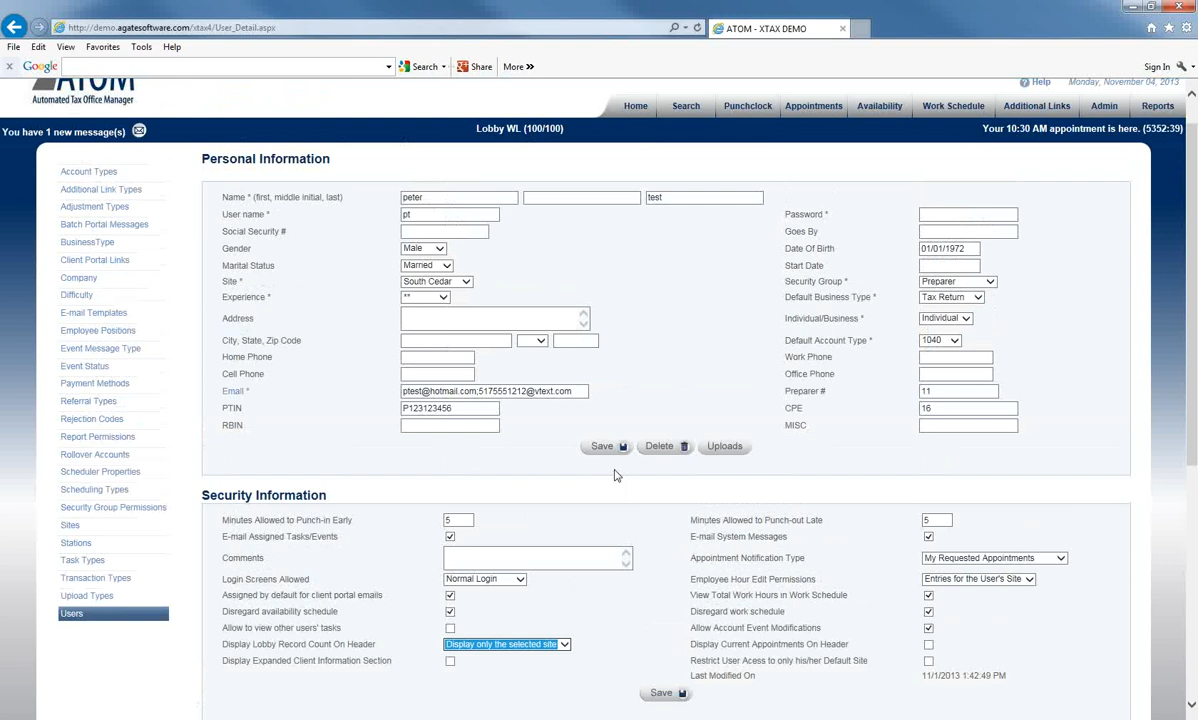 http://demo.agatesoftware.com/xtax4/User_Detail.aspx
ATOM - XTAX DEMO
File Edit View Favorites Tools Help
Google Search Share More » Sign In
ATOM
Automated Tax Office Manager
Help Monday, November 04, 2013
Home Search Punchclock Appointments Availability Work Schedule Additional Links Admin Reports
You have 1 new message(s) Lobby WL (100/100) Your 10:30 AM appointment is here. (5352:39)
Account Types
Additional Link Types
Adjustment Types
Batch Portal Messages
BusinessType
Client Portal Links
Company
Difficulty
E-mail Templates
Employee Positions
Event Message Type
Event Status
Payment Methods
Referral Types
Rejection Codes
Report Permissions
Rollover Accounts
Scheduler Properties
Scheduling Types
Security Group Permissions
Sites
Stations
Task Types
Transaction Types
Upload Types
Users
Personal Information
Name * (first, middle initial, last) peter test
User name * pt Password *
Social Security # Goes By
Gender Male Date Of Birth 01/01/1972
Marital Status Married Start Date
Site * South Cedar Security Group * Preparer
Experience * ** Default Business Type * Tax Return
Address Individual/Business * Individual
City, State, Zip Code Default Account Type * 1040
Home Phone Work Phone
Cell Phone Office Phone
Email * ptest@hotmail.com;5175551212@vtext.com Preparer # 11
PTIN P123123456 CPE 16
RBIN MISC
Save Delete Uploads
Security Information
Minutes Allowed to Punch-in Early 5 Minutes Allowed to Punch-out Late 5
E-mail Assigned Tasks/Events E-mail System Messages
Comments Appointment Notification Type My Requested Appointments
Login Screens Allowed Normal Login Employee Hour Edit Permissions Entries for the User's Site
Assigned by default for client portal emails View Total Work Hours in Work Schedule
Disregard availability schedule Disregard work schedule
Allow to view other users' tasks Allow Account Event Modifications
Display Lobby Record Count On Header Display only the selected site Display Current Appointments On Header
Display Expanded Client Information Section Restrict User Acess to only his/her Default Site
Last Modified On 11/1/2013 1:42:49 PM
Save